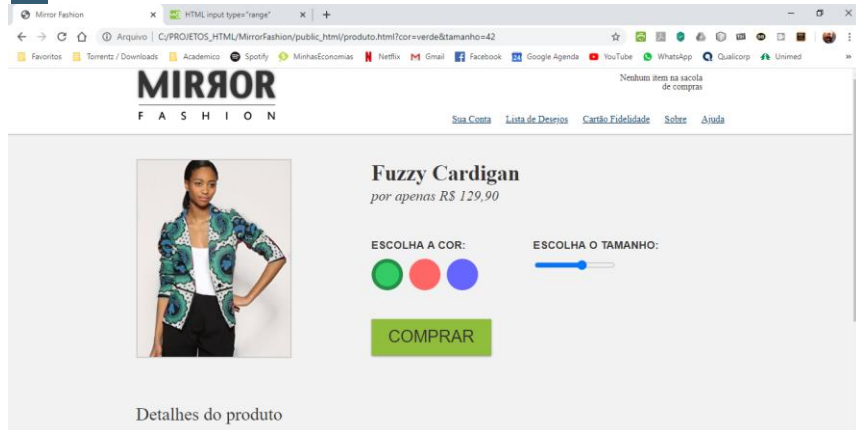 Mirror Fashion
HTML input type="range"
Arquivo | C:/PROJETOS_HTML/MirrorFashion/public_html/produto.html?cor=verde&tamanho=42
Favoritos Torrentz / Downloads Academico Spotify MinhasEconomias Netflix Gmail Facebook Google Agenda YouTube WhatsApp Qualicorp Unimed
MIRЯOR
FASHION
Nenhum item na sacola
de compras
Sua Conta Lista de Desejos Cartão Fidelidade Sobre Ajuda
Fuzzy Cardigan
por apenas R$ 129,90
ESCOLHA A COR: ESCOLHA O TAMANHO:
COMPRAR
Detalhes do produto